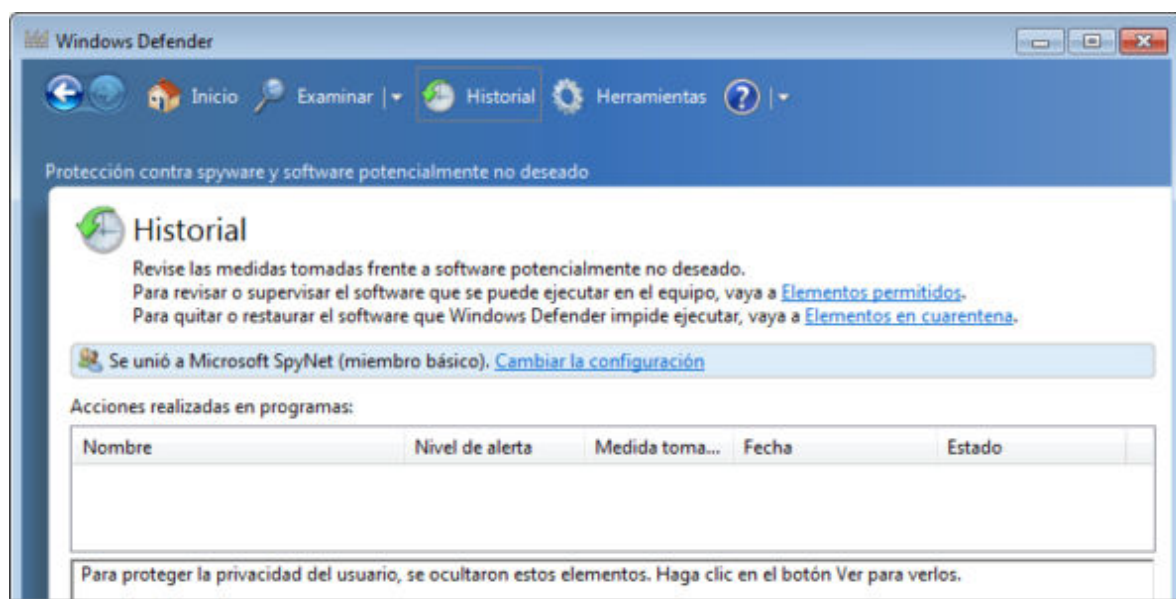 Windows Defender
Inicio Examinar Historial Herramientas ?
Protección contra spyware y software potencialmente no deseado
Historial
Revise las medidas tomadas frente a software potencialmente no deseado.
Para revisar o supervisar el software que se puede ejecutar en el equipo, vaya a Elementos permitidos.
Para quitar o restaurar el software que Windows Defender impide ejecutar, vaya a Elementos en cuarentena.
Se unió a Microsoft SpyNet (miembro básico). Cambiar la configuración
Acciones realizadas en programas:
Nombre Nivel de alerta Medida toma... Fecha Estado
Para proteger la privacidad del usuario, se ocultaron estos elementos. Haga clic en el botón Ver para verlos.